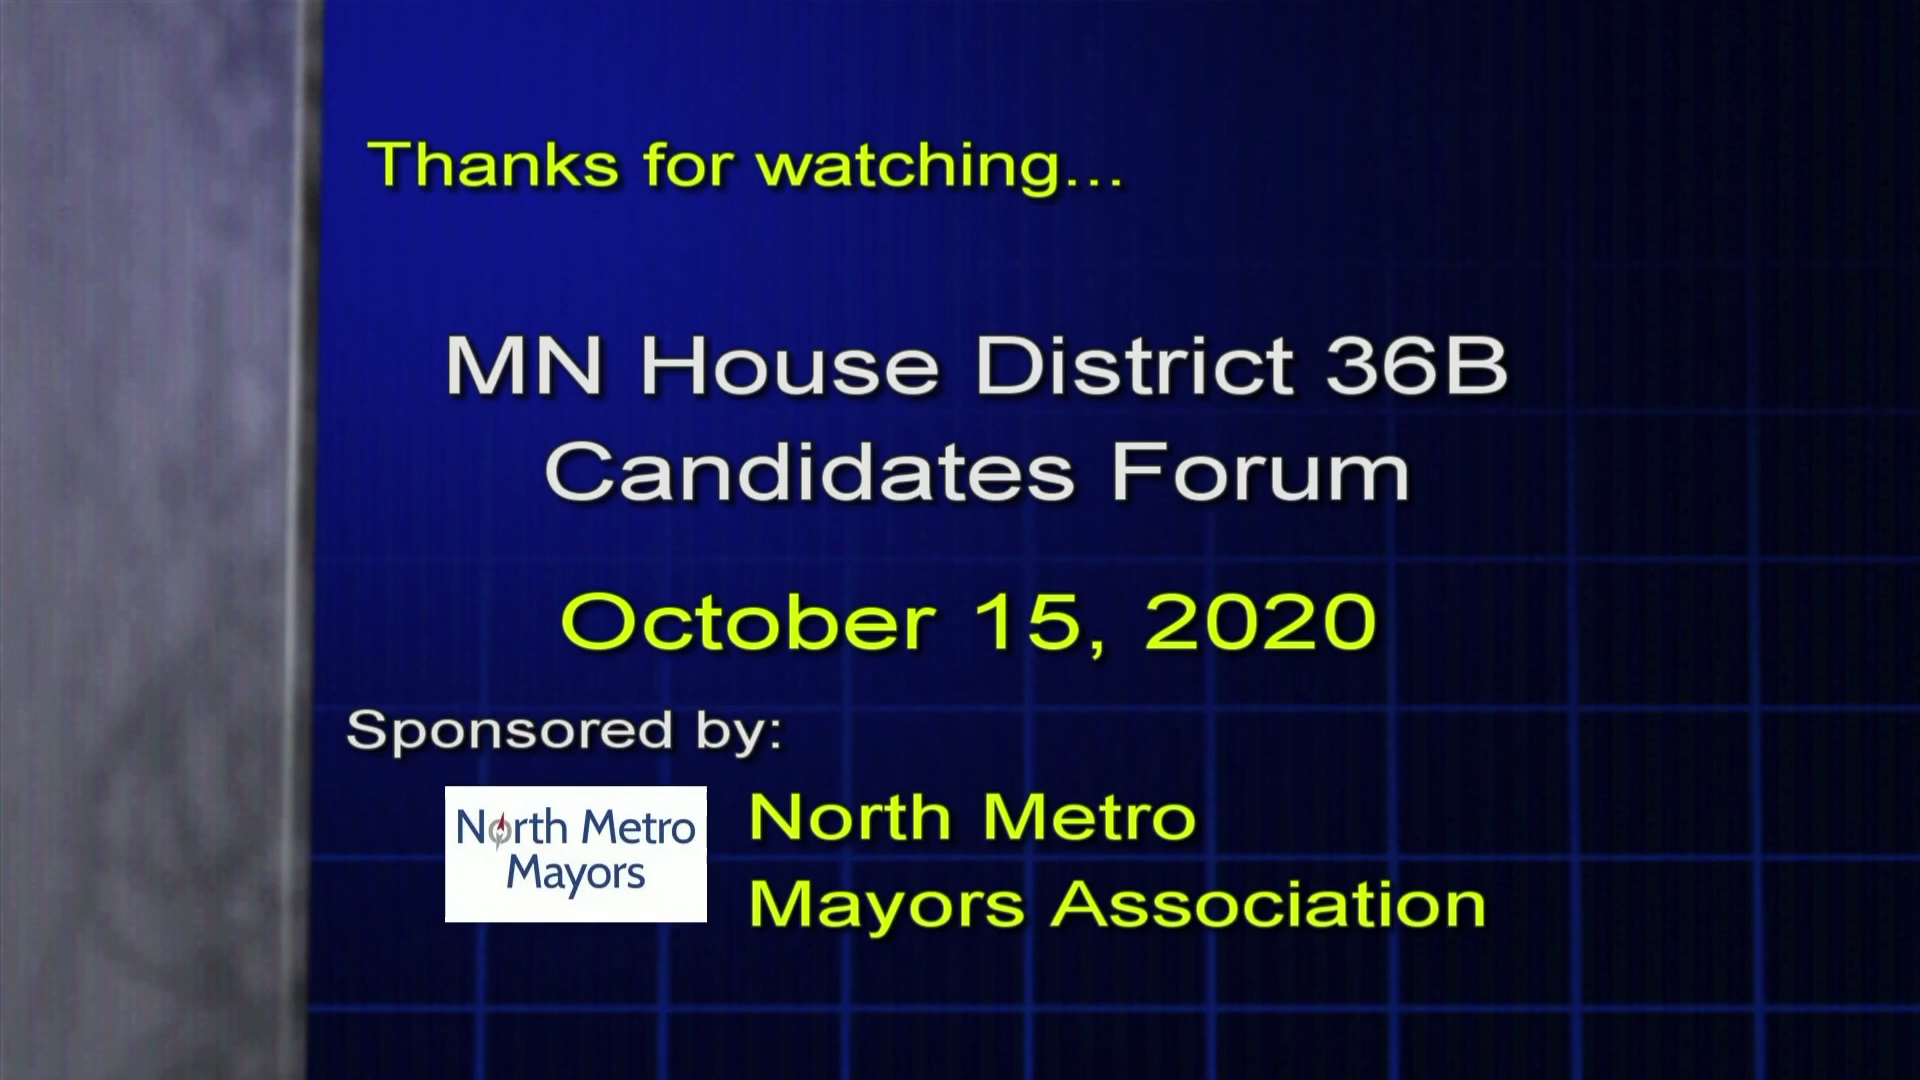 Thanks for watching...
MN House District 36B
Candidates Forum
October 15, 2020
Sponsored by:
North Metro
Mayors
North Metro
Mayors Association